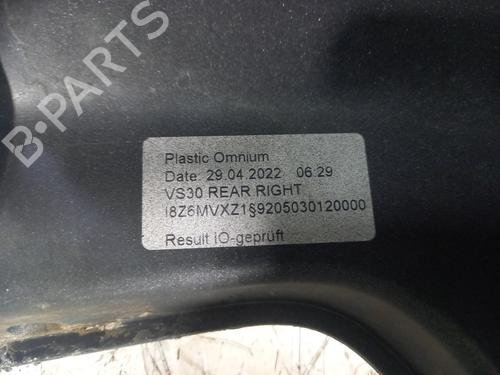 B-PARTS
Plastic Omnium
Date: 29.04.2022 06:29
VS30 REAR RIGHT
I8Z6MVXZ1§9205030120000
Result IO-geprüft